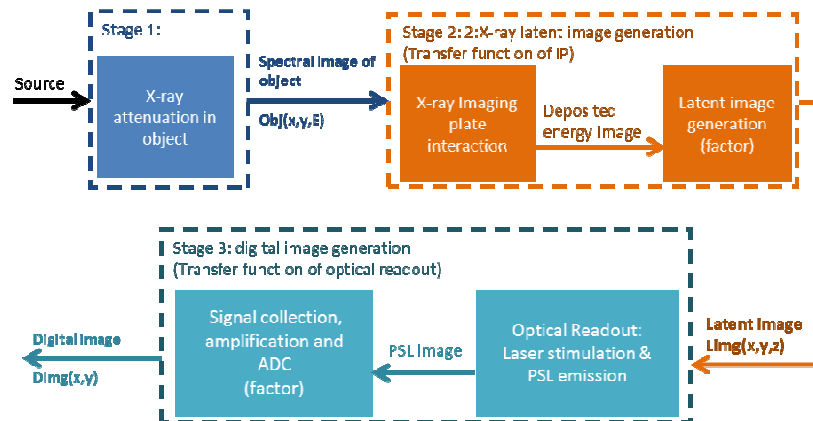 Stage 1:
Source
X-ray
attenuation in
object
Spectral image of
object
Obj(x,y,E)
Stage 2: 2:X-ray latent image generation
(Transfer function of IP)
X-ray Imaging
plate
interaction
Depos ted
energy image
Latent image
generation
(factor)
Stage 3: digital image generation
(Transfer function of optical readout)
Signal collection,
amplification and
ADC
(factor)
PSL image
Optical Readout:
Laser stimulation &
PSL emission
Latent image
Limg(x,y,z)
Digital image
Dimg(x,y)